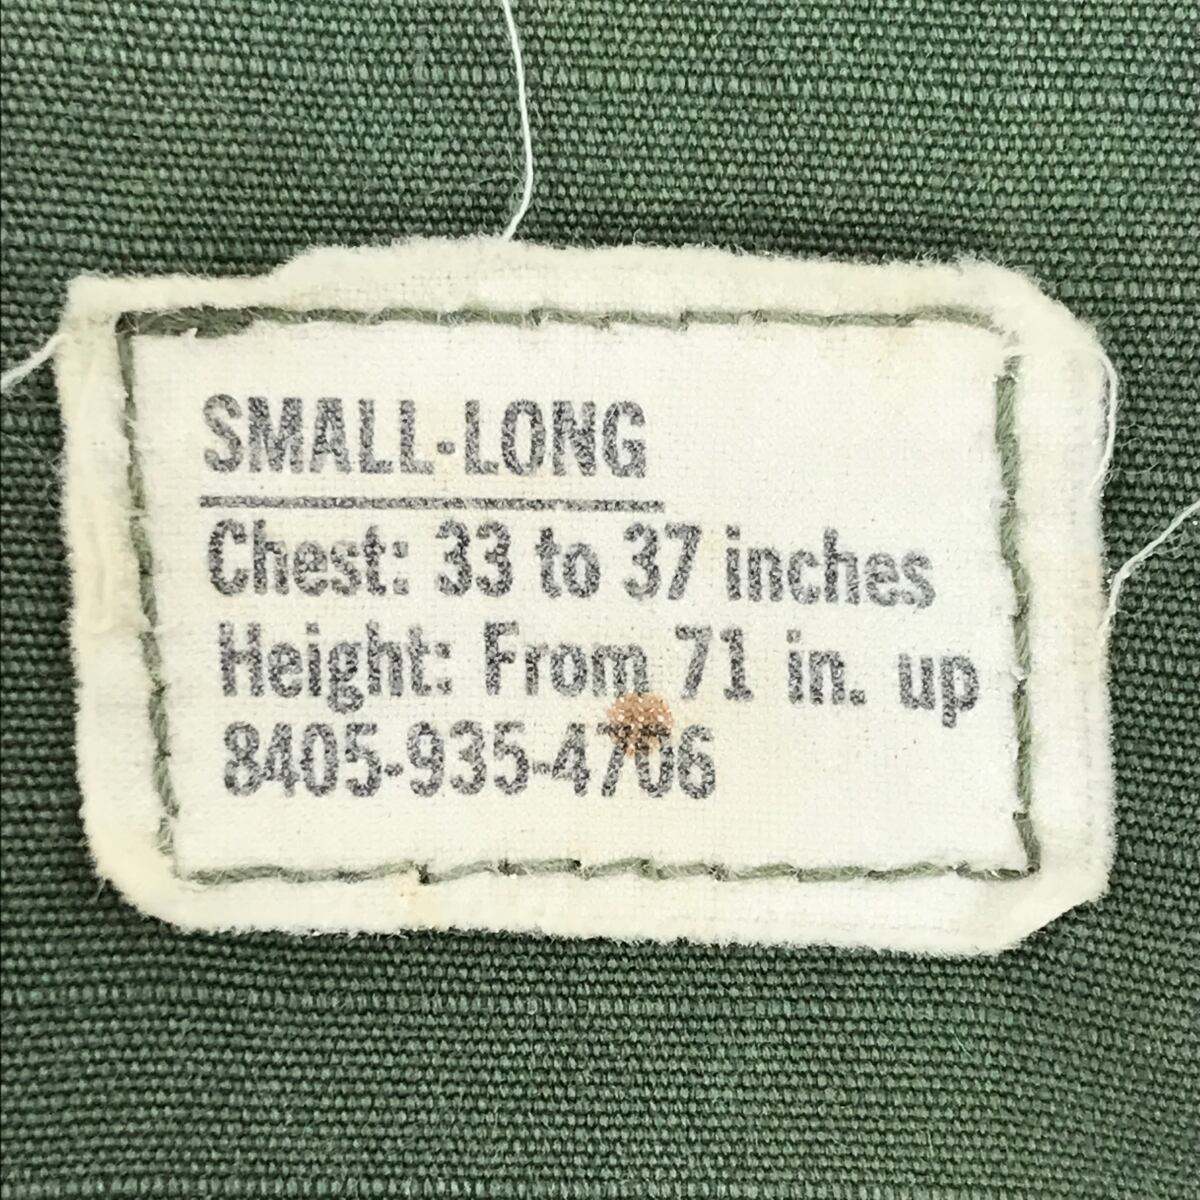 SMALL-LONG
Chest: 33 to 37 inches
Height: From 71 in. up
8405-935-4706